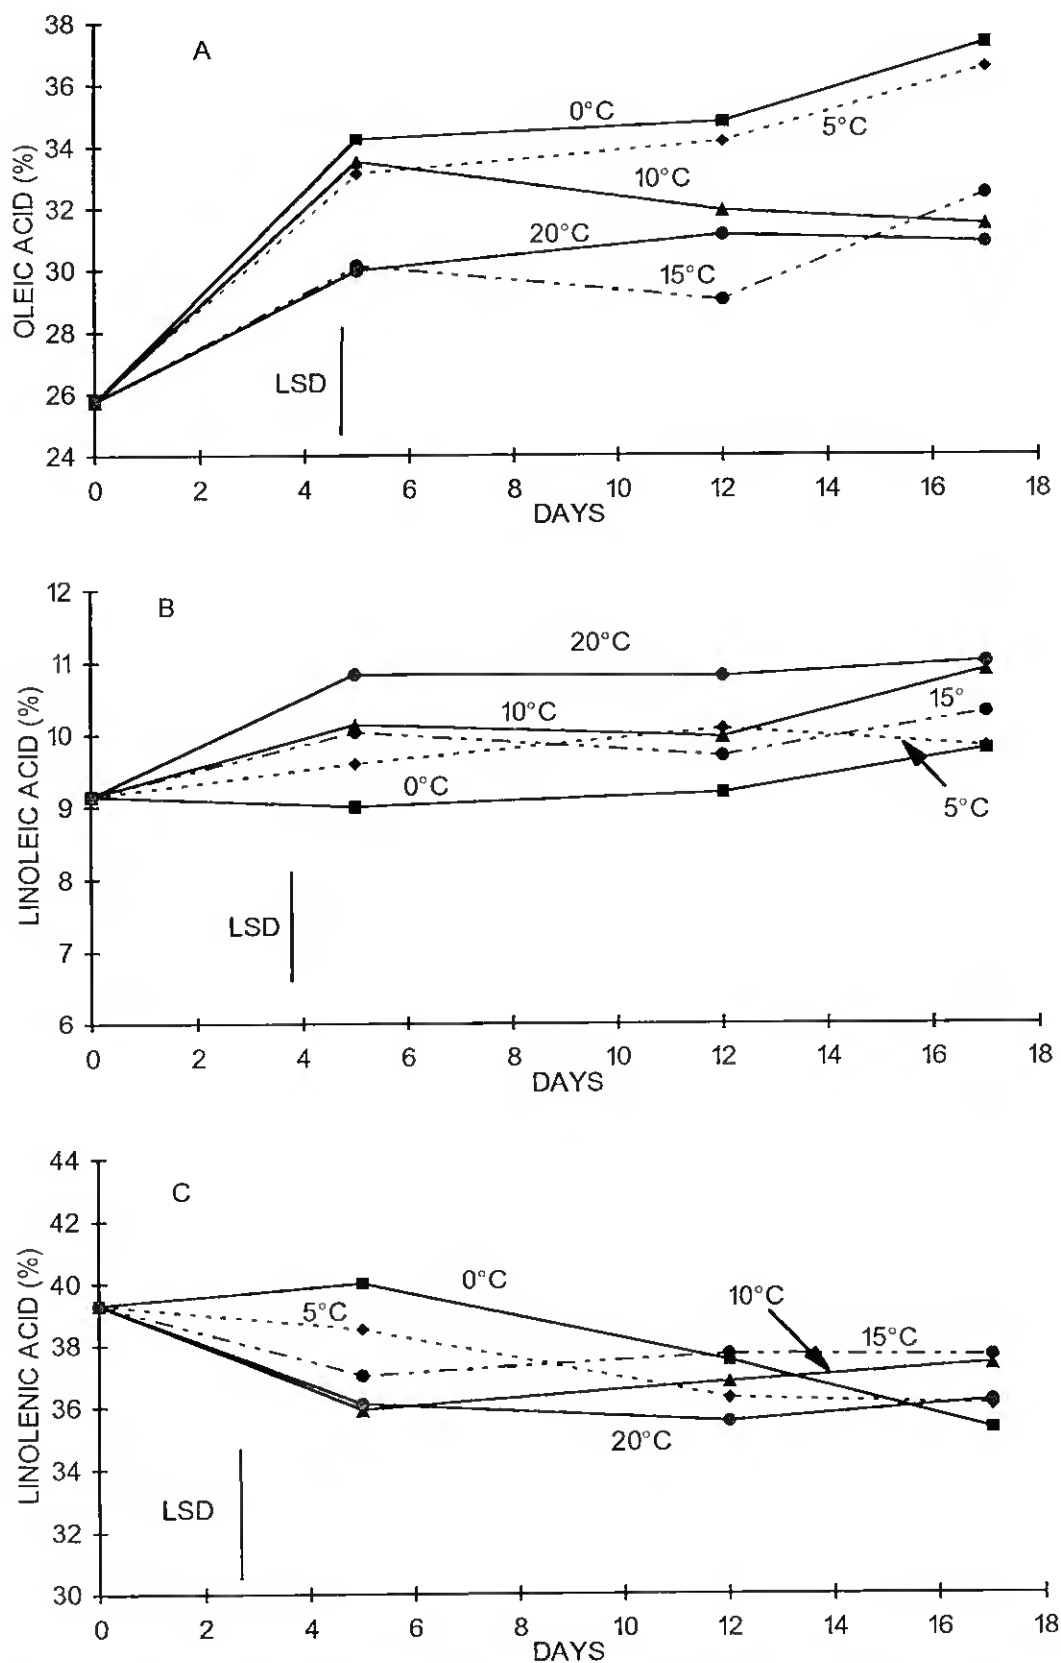 A
38
36
34
32
30
28
26
24
OLEIC ACID (%)
0°C
5°C
10°C
20°C
15°C
LSD
0 2 4 6 8 10 12 14 16 18
DAYS
B
12
11
10
9
8
7
6
LINOLEIC ACID (%)
20°C
10°C
15°
0°C
5°C
LSD
0 2 4 6 8 10 12 14 16 18
DAYS
C
44
42
40
38
36
34
32
30
LINOLENIC ACID (%)
0°C
5°C
10°C
15°C
20°C
LSD
0 2 4 6 8 10 12 14 16 18
DAYS